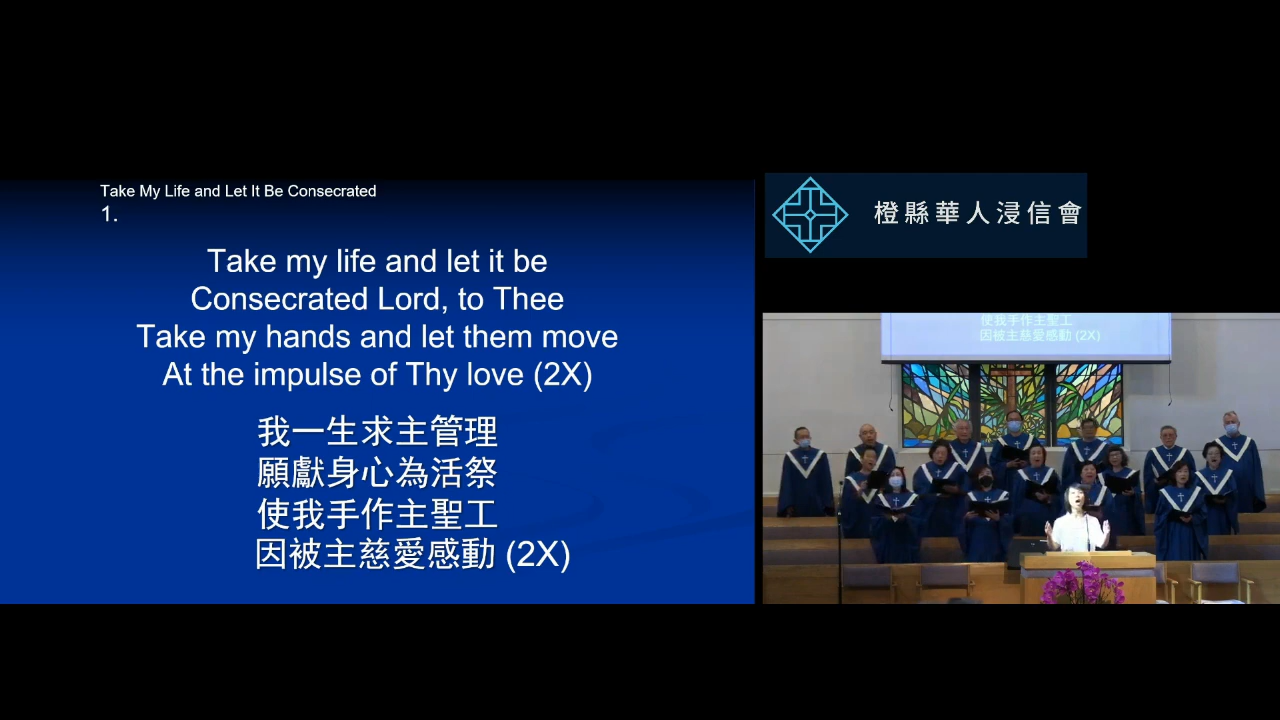 Take My Life and Let It Be Consecrated
1.
Take my life and let it be
Consecrated Lord, to Thee
Take my hands and let them move
At the impulse of Thy love (2X)
我一生求主管理
願獻身心為活祭
使我手作主聖工
因被主慈愛感動 (2X)
橙縣華人浸信會
使我手作主聖工
因被主慈愛感動 (2X)